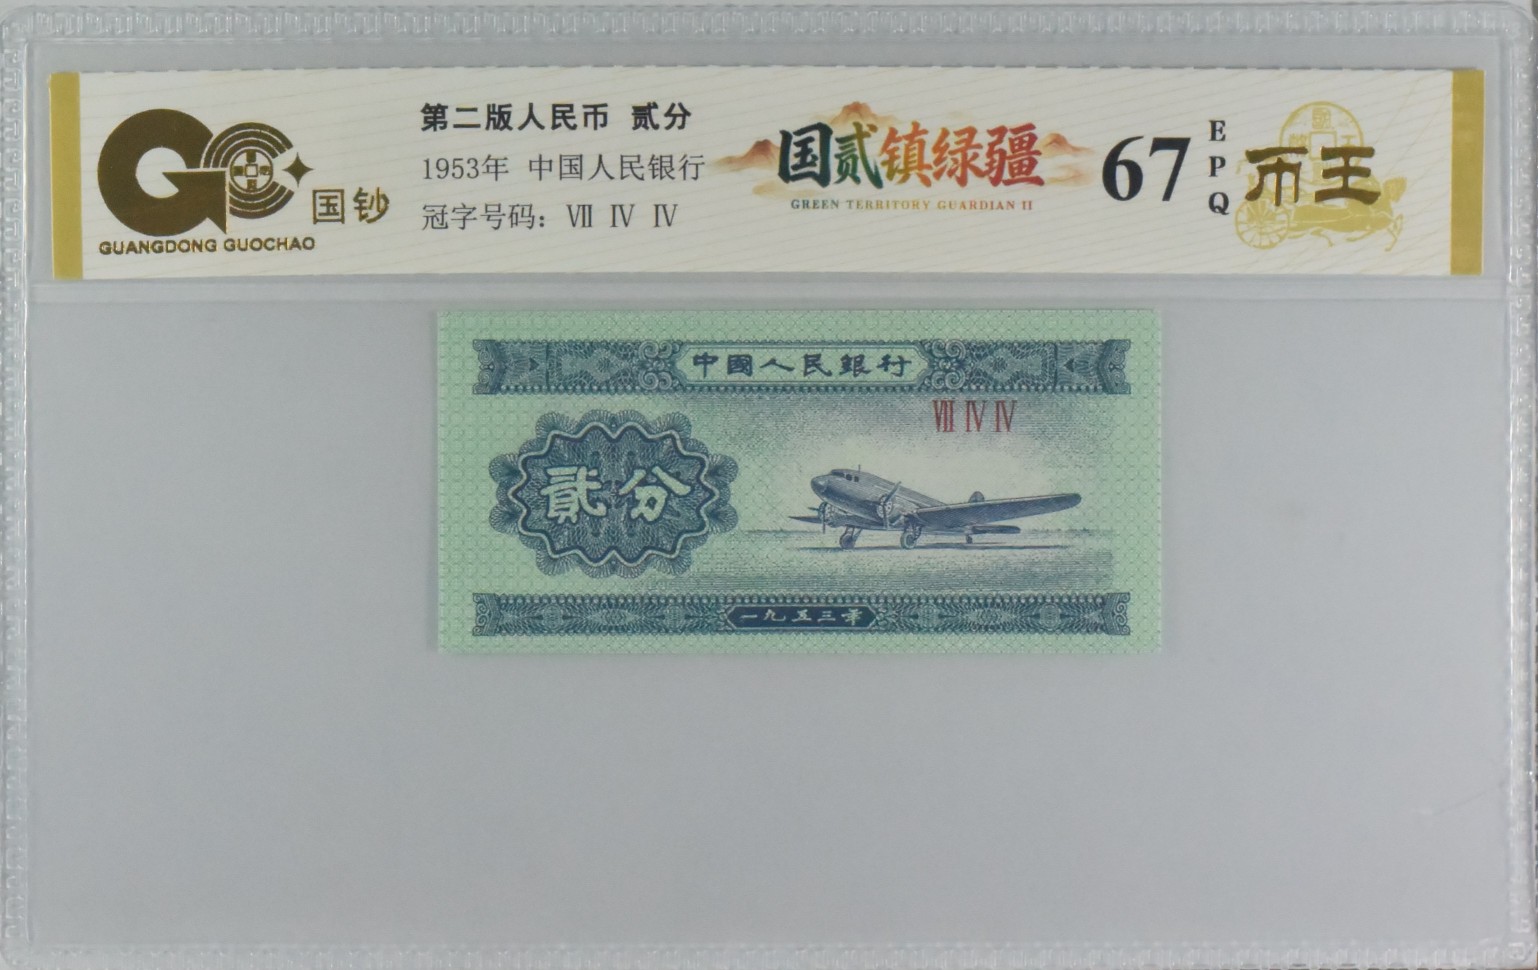 国钞
GUANGDONG GUOCHAO
第二版人民币 贰分
1953年 中国人民银行
冠字号码：Ⅶ Ⅳ Ⅳ
国贰镇绿疆
GREEN TERRITORY GUARDIAN II
67
EPQ
币王
中國人民銀行
Ⅶ Ⅳ Ⅳ
貳分
一九五三年